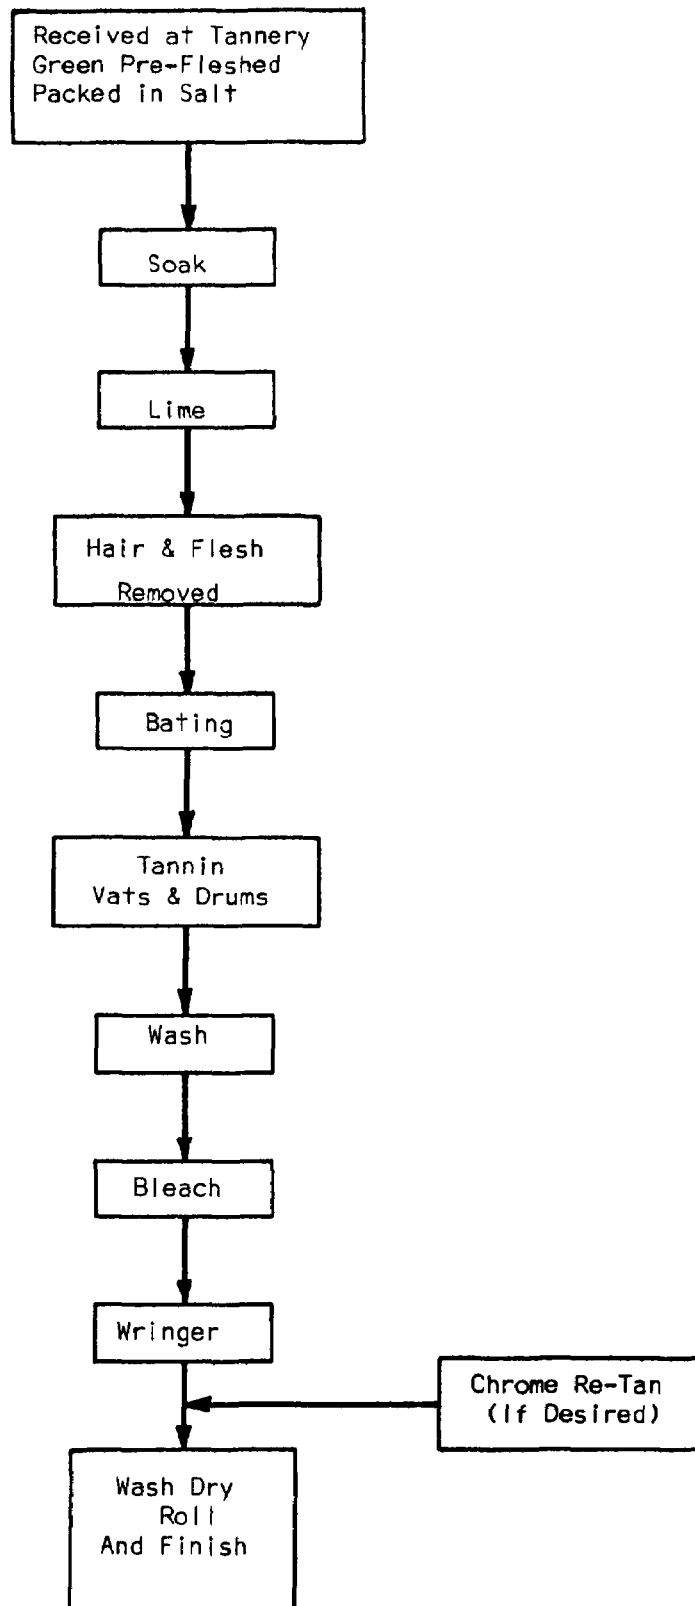 Received at Tannery
Green Pre-Fleshed
Packed in Salt
Soak
Lime
Hair & Flesh
Removed
Bating
Tannin
Vats & Drums
Wash
Bleach
Wringer
Chrome Re-Tan
(If Desired)
Wash Dry
Roll
And Finish